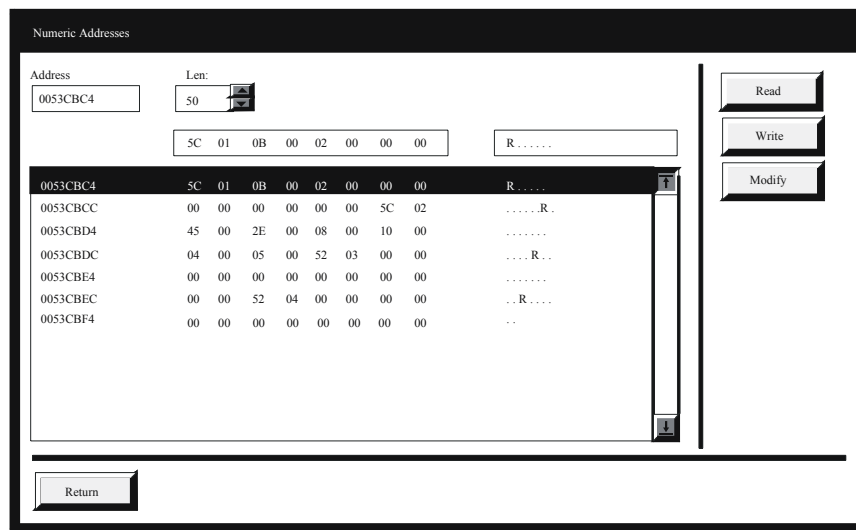 Numeric Addresses
Address Len:
0053CBC4 50
Read
Write
Modify
5C 01 0B 00 02 00 00 00 R . . . . . .
0053CBC4 5C 01 0B 00 02 00 00 00 R . . . . .
0053CBCC 00 00 00 00 00 00 5C 02 . . . . . . R .
0053CBD4 45 00 2E 00 08 00 10 00 . . . . . . .
0053CBDC 04 00 05 00 52 03 00 00 . . . . R . .
0053CBE4 00 00 00 00 00 00 00 00 . . . . . . .
0053CBEC 00 00 52 04 00 00 00 00 . . R . . . .
0053CBF4 00 00 00 00 00 00 00 00 . .
Return